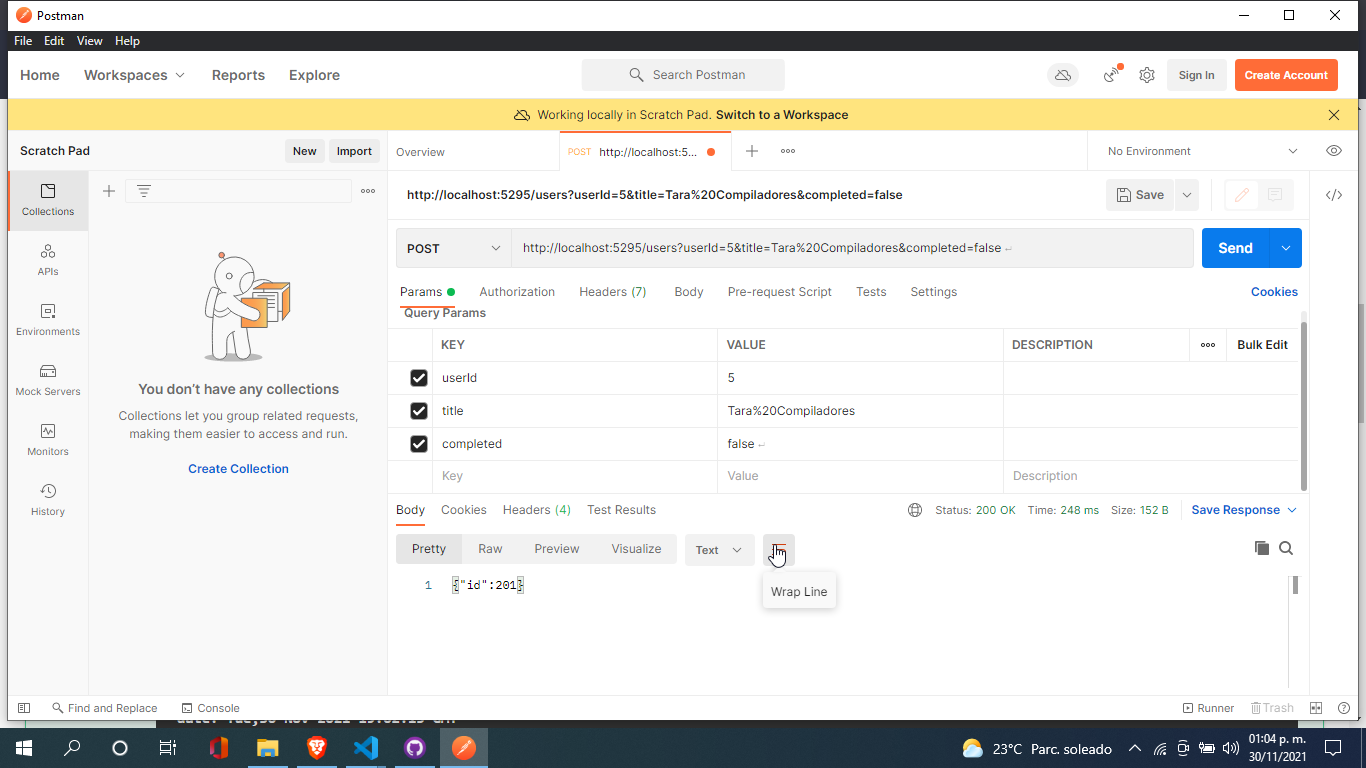 Postman
File Edit View Help
Home Workspaces Reports Explore Search Postman Sign In Create Account
Working locally in Scratch Pad. Switch to a Workspace
Scratch Pad New Import Overview POST http://localhost:5... No Environment
http://localhost:5295/users?userId=5&title=Tara%20Compiladores&completed=false Save
Collections
POST http://localhost:5295/users?userId=5&title=Tara%20Compiladores&completed=false Send
APIs
Params Authorization Headers (7) Body Pre-request Script Tests Settings Cookies
Query Params
Environments
KEY VALUE DESCRIPTION Bulk Edit
userId 5
Mock Servers
You don't have any collections
title Tara%20Compiladores
Collections let you group related requests,
making them easier to access and run.
completed false
Monitors
Create Collection
Key Value Description
History
Body Cookies Headers (4) Test Results Status: 200 OK Time: 248 ms Size: 152 B Save Response
Pretty Raw Preview Visualize Text
1 {"id":201}
Wrap Line
Find and Replace Console Runner Trash
23°C Parc. soleado
01:04 p. m.
30/11/2021